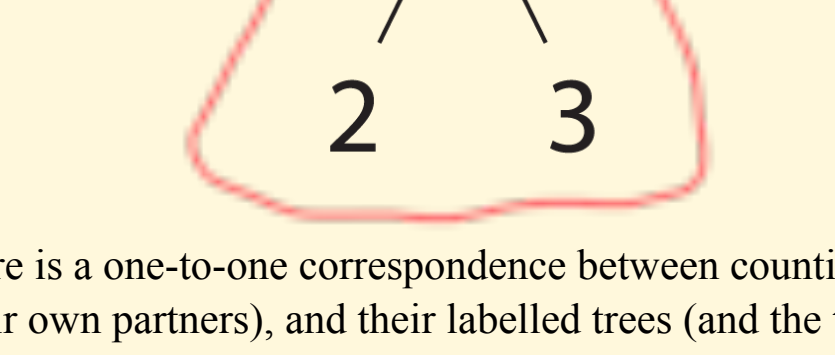 2 3
re is a one-to-one correspondence between counti
r own partners), and their labelled trees (and the